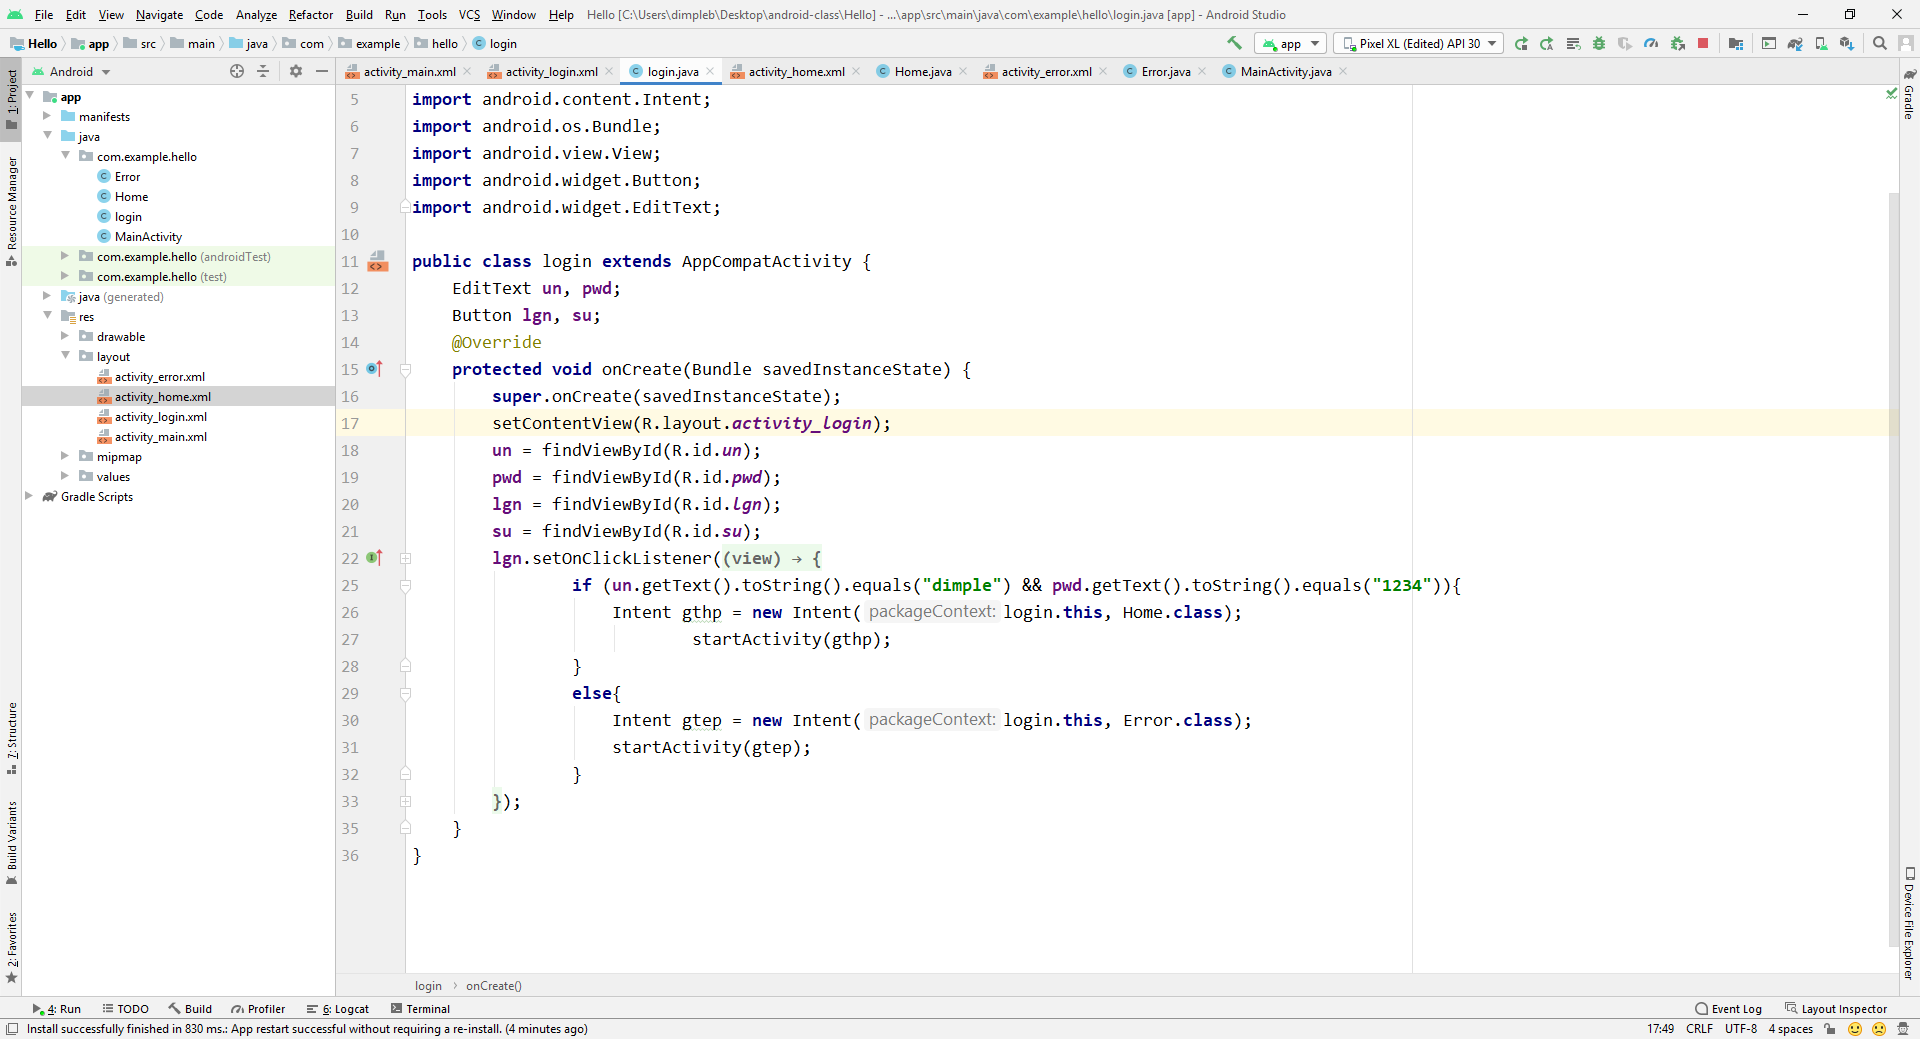 File Edit View Navigate Code Analyze Refactor Build Run Tools VCS Window Help Hello [C:\Users\dimpleb\Desktop\android-class\Hello] - ...\app\src\main\java\com\example\hello\login.java [app] - Android Studio
Hello app src main java com example hello login app Pixel XL (Edited) API 30
1: Project
Resource Manager
7: Structure
Build Variants
2: Favorites
Android
app
manifests
java
com.example.hello
Error
Home
login
MainActivity
com.example.hello (androidTest)
com.example.hello (test)
java (generated)
res
drawable
layout
activity_error.xml
activity_home.xml
activity_login.xml
activity_main.xml
mipmap
values
Gradle Scripts
activity_main.xml activity_login.xml login.java activity_home.xml Home.java activity_error.xml Error.java MainActivity.java
5 import android.content.Intent;
6 import android.os.Bundle;
7 import android.view.View;
8 import android.widget.Button;
9 import android.widget.EditText;
10
11 public class login extends AppCompatActivity {
12 EditText un, pwd;
13 Button lgn, su;
14 @Override
15 protected void onCreate(Bundle savedInstanceState) {
16 super.onCreate(savedInstanceState);
17 setContentView(R.layout.activity_login);
18 un = findViewById(R.id.un);
19 pwd = findViewById(R.id.pwd);
20 lgn = findViewById(R.id.lgn);
21 su = findViewById(R.id.su);
22 lgn.setOnClickListener((view) → {
25 if (un.getText().toString().equals("dimple") && pwd.getText().toString().equals("1234")){
26 Intent gthp = new Intent( packageContext: login.this, Home.class);
27 startActivity(gthp);
28 }
29 else{
30 Intent gtep = new Intent( packageContext: login.this, Error.class);
31 startActivity(gtep);
32 }
33 });
35 }
36 }
login › onCreate()
Gradle
Device File Explorer
4: Run TODO Build Profiler 6: Logcat Terminal Event Log Layout Inspector
Install successfully finished in 830 ms.: App restart successful without requiring a re-install. (4 minutes ago) 17:49 CRLF UTF-8 4 spaces